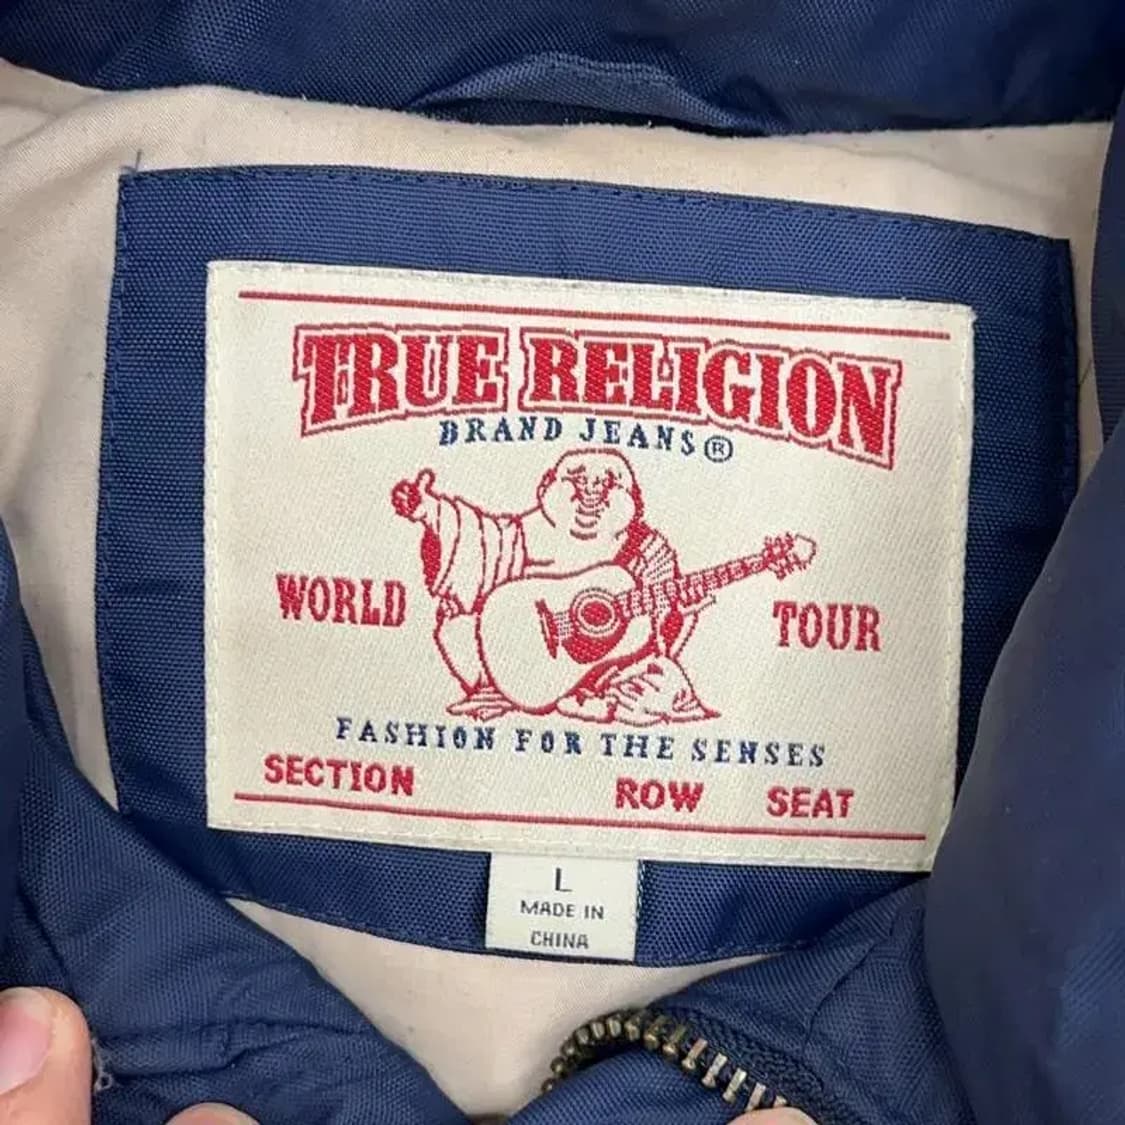 TRUE RELIGION
BRAND JEANS®
WORLD TOUR
FASHION FOR THE SENSES
SECTION ROW SEAT
L
MADE IN
CHINA